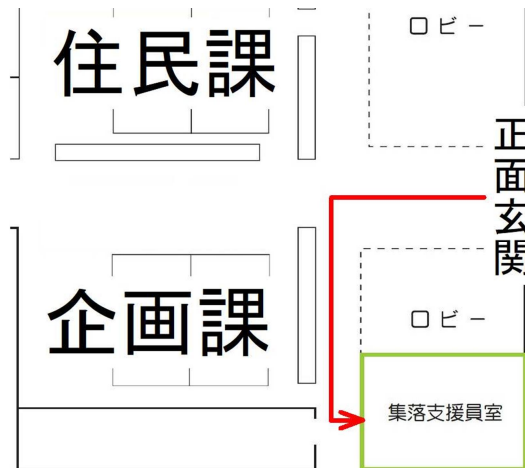 住民課
ロビー
正面玄関
企画課
ロビー
集落支援員室